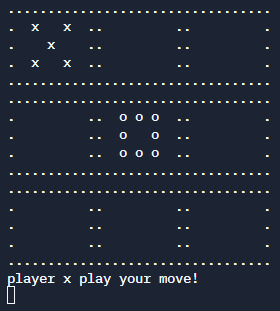 .................................
.  x   x  ..         ..         .
.    x    ..         ..         .
.  x   x  ..         ..         .
.................................
.................................
.         ..  o o o  ..         .
.         ..  o   o  ..         .
.         ..  o o o  ..         .
.................................
.................................
.         ..         ..         .
.         ..         ..         .
.         ..         ..         .
.................................
player x play your move!